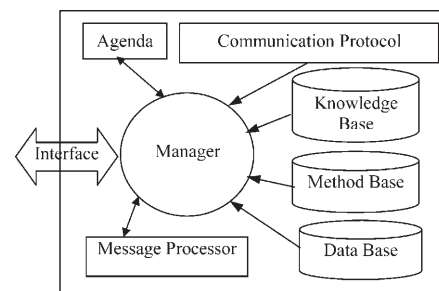 Agenda
Communication Protocol
Knowledge
Base
Interface
Manager
Method Base
Message Processor
Data Base